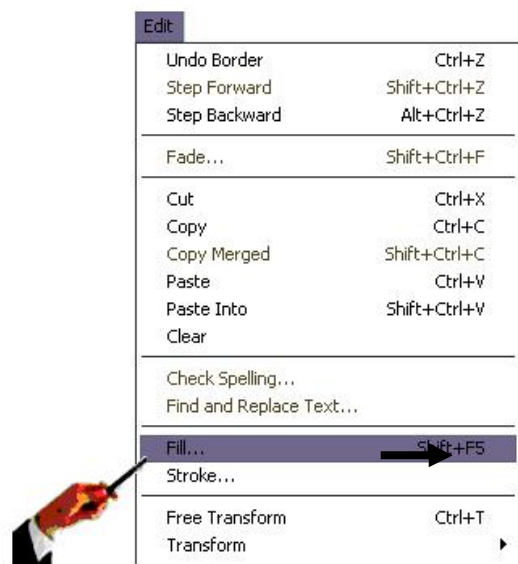 Edit
Undo Border Ctrl+Z
Step Forward Shift+Ctrl+Z
Step Backward Alt+Ctrl+Z
Fade... Shift+Ctrl+F
Cut Ctrl+X
Copy Ctrl+C
Copy Merged Shift+Ctrl+C
Paste Ctrl+V
Paste Into Shift+Ctrl+V
Clear
Check Spelling...
Find and Replace Text...
Fill... Shift+F5
Stroke...
Free Transform Ctrl+T
Transform